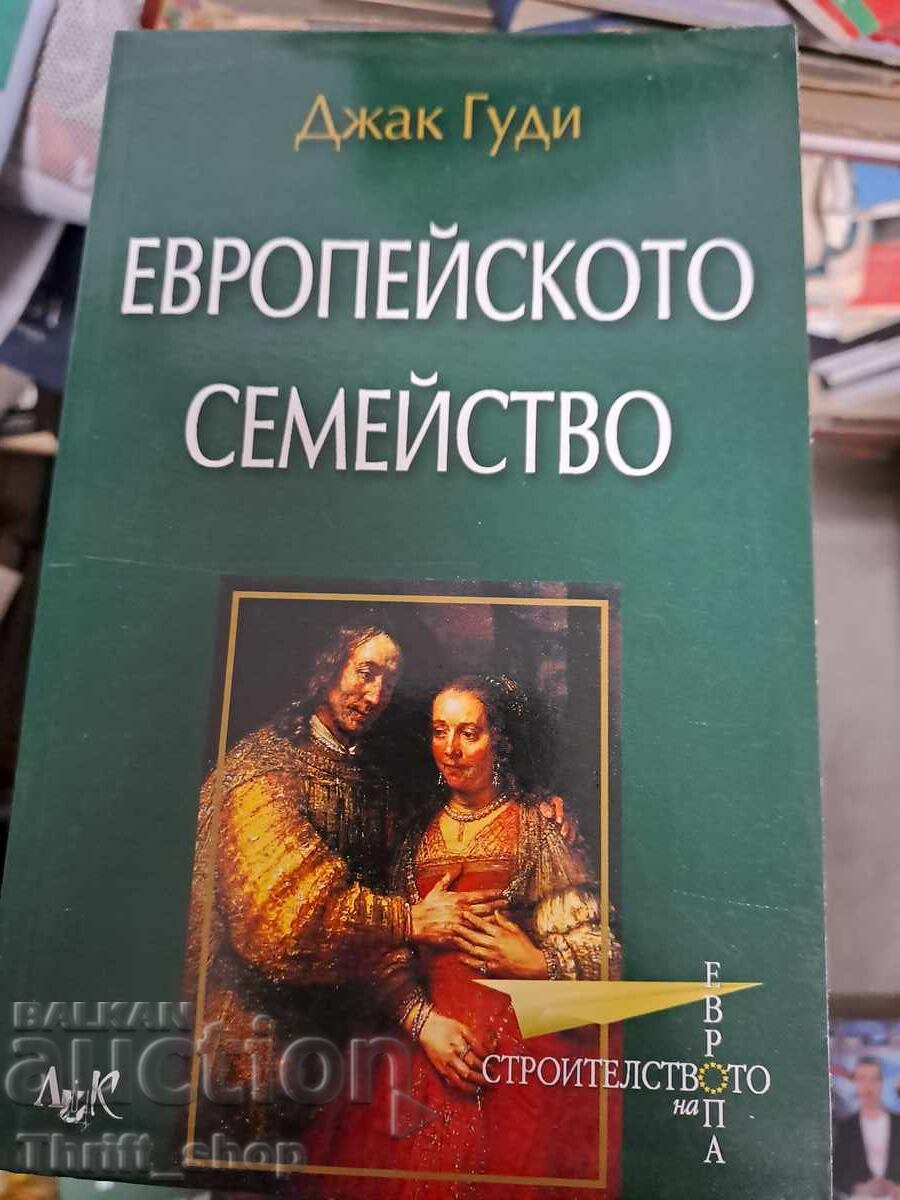 Джак Гуди
ЕВРОПЕЙСКОТО
СЕМЕЙСТВО
СТРОИТЕЛСТВОТО
на
ЕВРОПА
ЛИК
BALKAN
auction
Thrift_shop